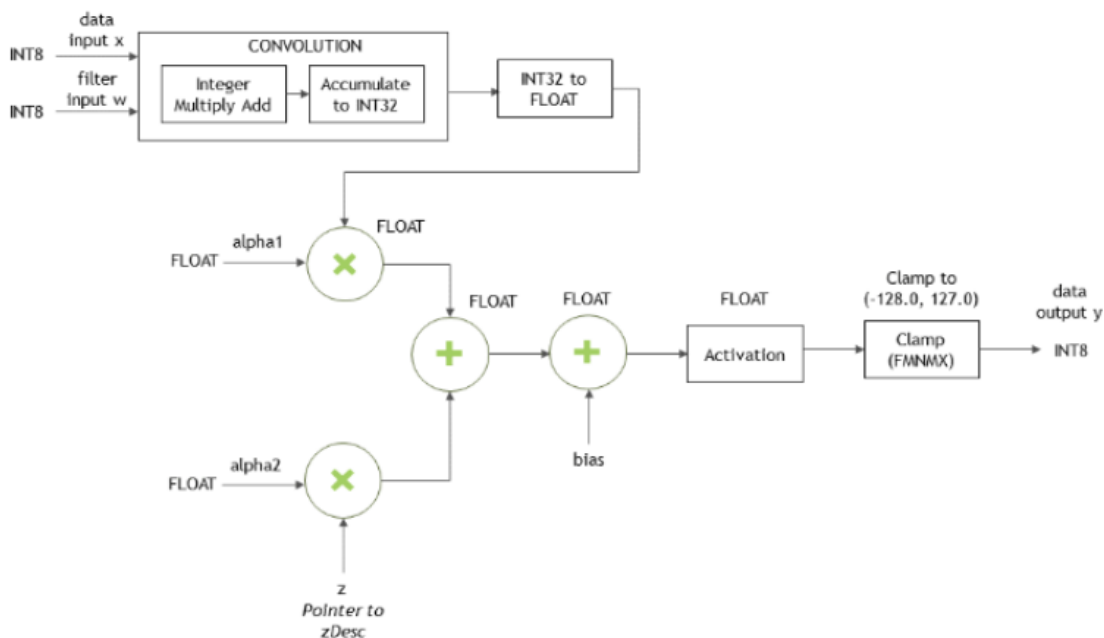 data
input x
INT8
filter
input w
INT8
CONVOLUTION
Integer
Multiply Add
Accumulate
to INT32
INT32 to
FLOAT
FLOAT
alpha1
FLOAT
FLOAT
FLOAT
FLOAT
Clamp to
(-128.0, 127.0)
data
output y
Activation
Clamp
(FMNMX)
INT8
bias
alpha2
FLOAT
z
Pointer to
zDesc